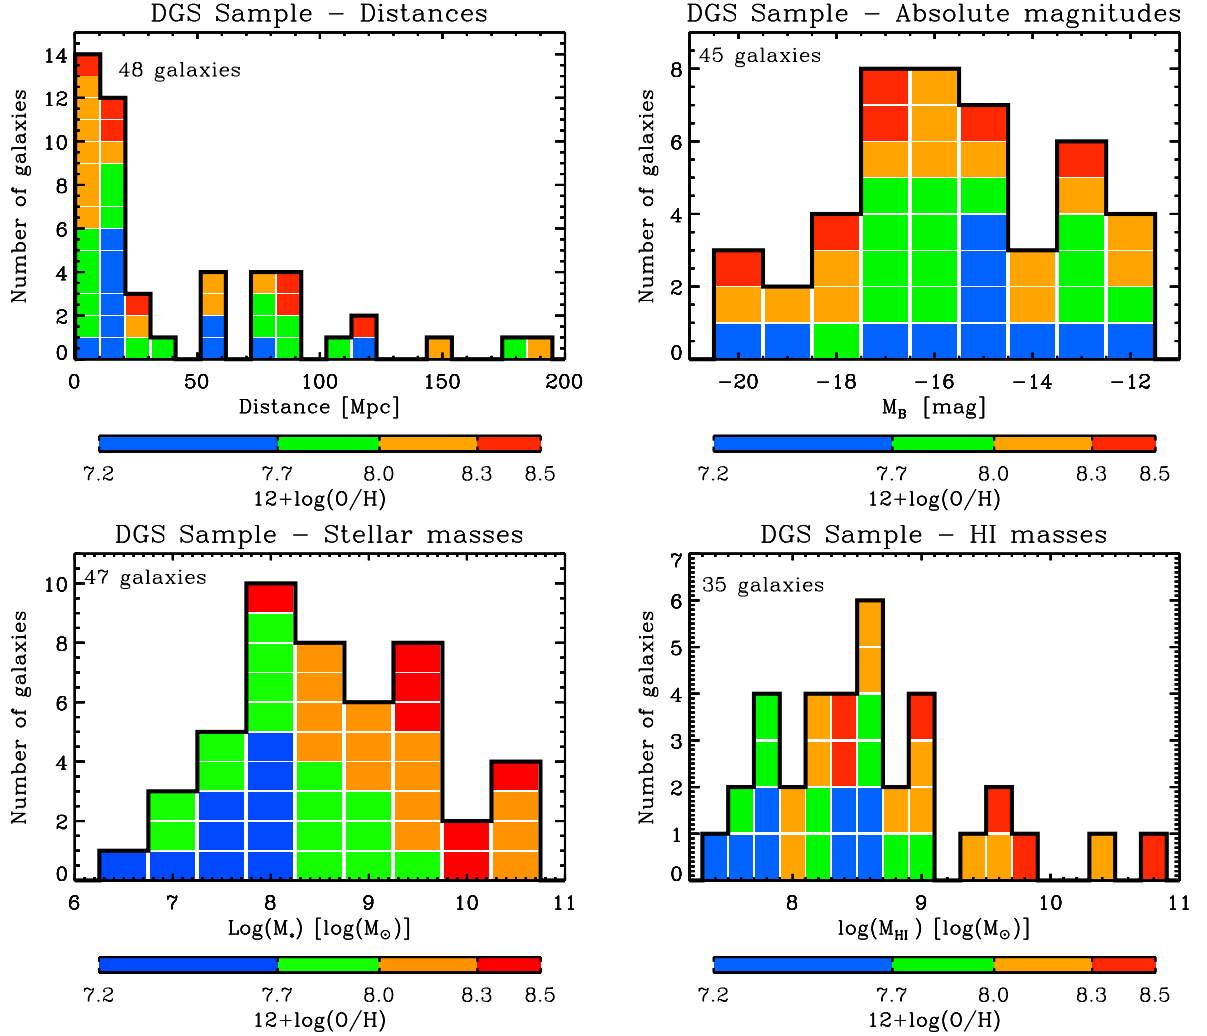 DGS Sample – Distances
48 galaxies
Number of galaxies
14
12
10
8
6
4
2
0
0 50 100 150 200
Distance [Mpc]
7.2 7.7 8.0 8.3 8.5
12+log(O/H)
DGS Sample – Absolute magnitudes
45 galaxies
Number of galaxies
8
6
4
2
0
−20 −18 −16 −14 −12
M_B [mag]
7.2 7.7 8.0 8.3 8.5
12+log(O/H)
DGS Sample – Stellar masses
47 galaxies
Number of galaxies
10
8
6
4
2
0
6 7 8 9 10 11
Log(M⋆) [log(M☉)]
7.2 7.7 8.0 8.3 8.5
12+log(O/H)
DGS Sample – HI masses
35 galaxies
Number of galaxies
7
6
5
4
3
2
1
0
8 9 10 11
log(M_HI) [log(M☉)]
7.2 7.7 8.0 8.3 8.5
12+log(O/H)